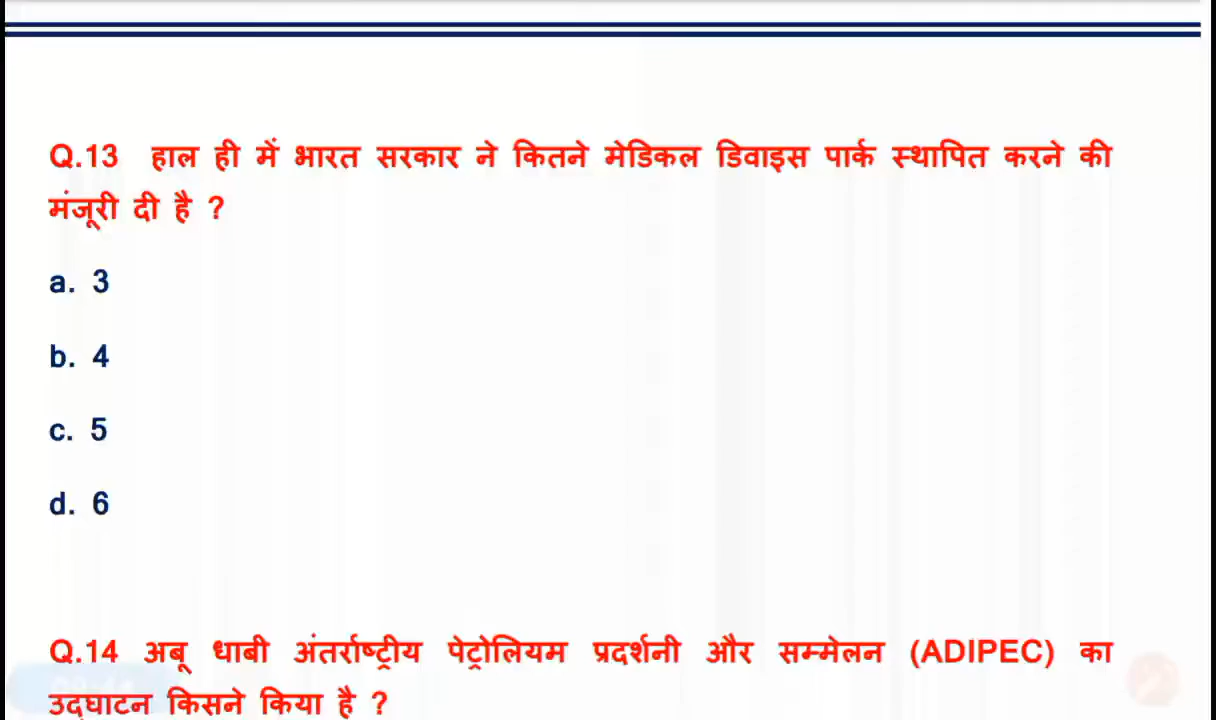 Q.13 हाल ही में भारत सरकार ने कितने मेडिकल डिवाइस पार्क स्थापित करने की
मंजूरी दी है ?
a. 3
b. 4
c. 5
d. 6
Q.14 अबू धाबी अंतर्राष्ट्रीय पेट्रोलियम प्रदर्शनी और सम्मेलन (ADIPEC) का
उद्घाटन किसने किया है ?